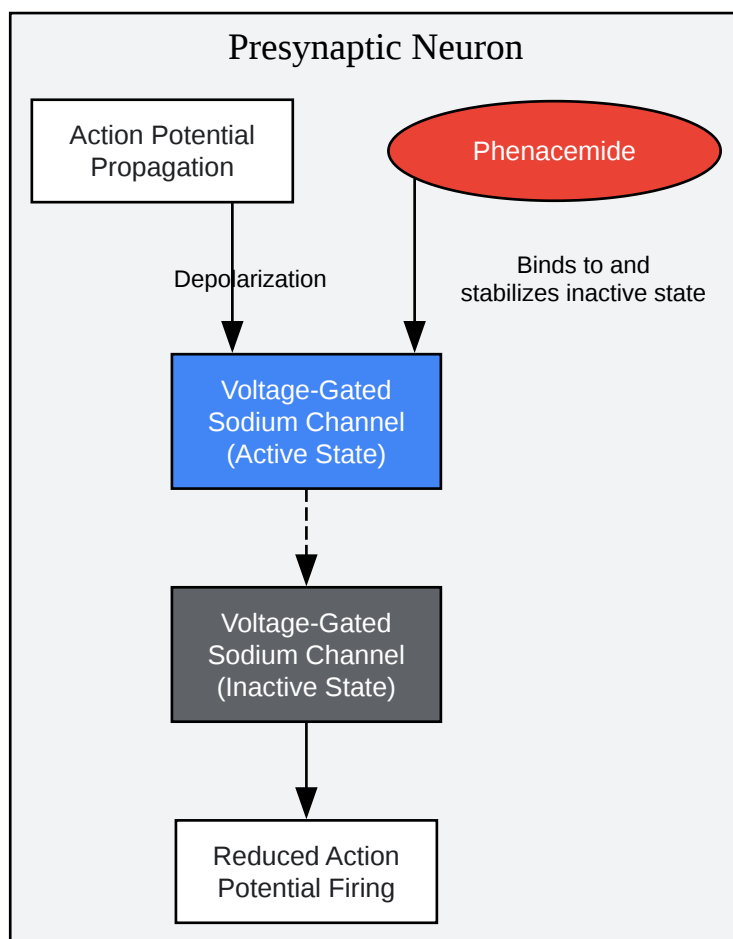 Presynaptic Neuron
Action Potential
Propagation
Phenacemide
Depolarization
Binds to and
stabilizes inactive state
Voltage-Gated
Sodium Channel
(Active State)
Voltage-Gated
Sodium Channel
(Inactive State)
Reduced Action
Potential Firing